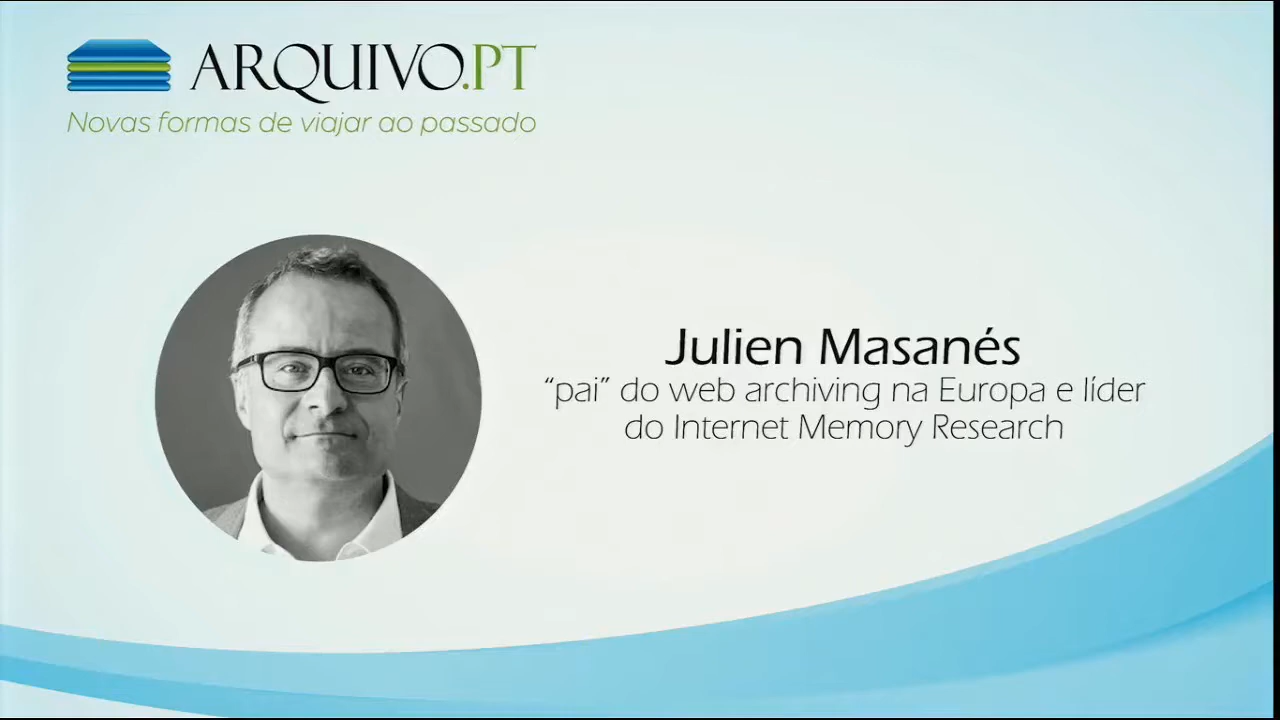 ARQUIVO.PT
Novas formas de viajar ao passado
Julien Masanés
“pai” do web archiving na Europa e líder
do Internet Memory Research